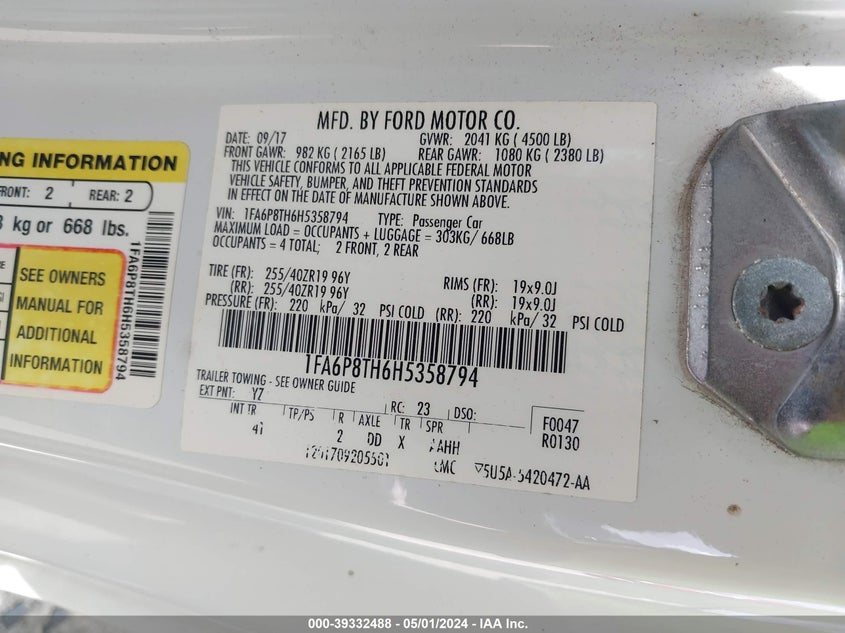 NG INFORMATION
FRONT: 2 REAR: 2
kg or 668 lbs.
SEE OWNERS
MANUAL FOR
ADDITIONAL
INFORMATION
1FA6P8TH6H5358794
MFD. BY FORD MOTOR CO.
DATE: 09/17 GVWR: 2041 KG ( 4500 LB)
FRONT GAWR: 982 KG ( 2165 LB) REAR GAWR: 1080 KG ( 2380 LB)
THIS VEHICLE CONFORMS TO ALL APPLICABLE FEDERAL MOTOR
VEHICLE SAFETY, BUMPER, AND THEFT PREVENTION STANDARDS
IN EFFECT ON THE DATE OF MANUFACTURE SHOWN ABOVE.
VIN: 1FA6P8TH6H5358794 TYPE: Passenger Car
MAXIMUM LOAD = OCCUPANTS + LUGGAGE = 303KG/ 668LB
OCCUPANTS = 4 TOTAL; 2 FRONT, 2 REAR
TIRE (FR): 255/40ZR19 96Y RIMS (FR): 19x9.0J
(RR): 255/40ZR19 96Y (RR): 19x9.0J
PRESSURE (FR): 220 kPa/ 32 PSI COLD (RR): 220 kPa/ 32 PSI COLD
1FA6P8TH6H5358794
TRAILER TOWING - SEE OWNER GUIDE
EXT PNT: YZ RC: 23 DSO: F0047
INT TR TP/PS R AXLE TR SPR R0130
2 DD X
5U5A-5420472-AA
000-39332488 - 05/01/2024 - IAA Inc.